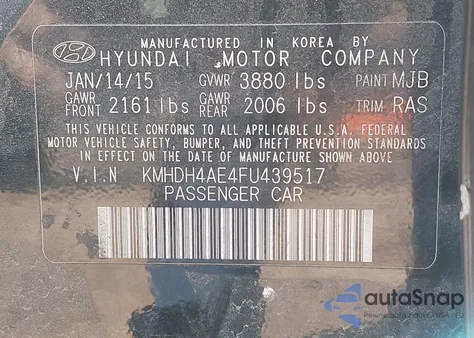 MANUFACTURED IN KOREA BY
HYUNDAI MOTOR COMPANY
JAN/14/15 GVWR 3880 lbs PAINT MJB
GAWR FRONT 2161 lbs GAWR REAR 2006 lbs TRIM RAS
THIS VEHICLE CONFORMS TO ALL APPLICABLE U.S.A. FEDERAL
MOTOR VEHICLE SAFETY, BUMPER, AND THEFT PREVENTION STANDARDS
IN EFFECT ON THE DATE OF MANUFACTURE SHOWN ABOVE
V.I.N KMHDH4AE4FU439517
PASSENGER CAR
autoSnap